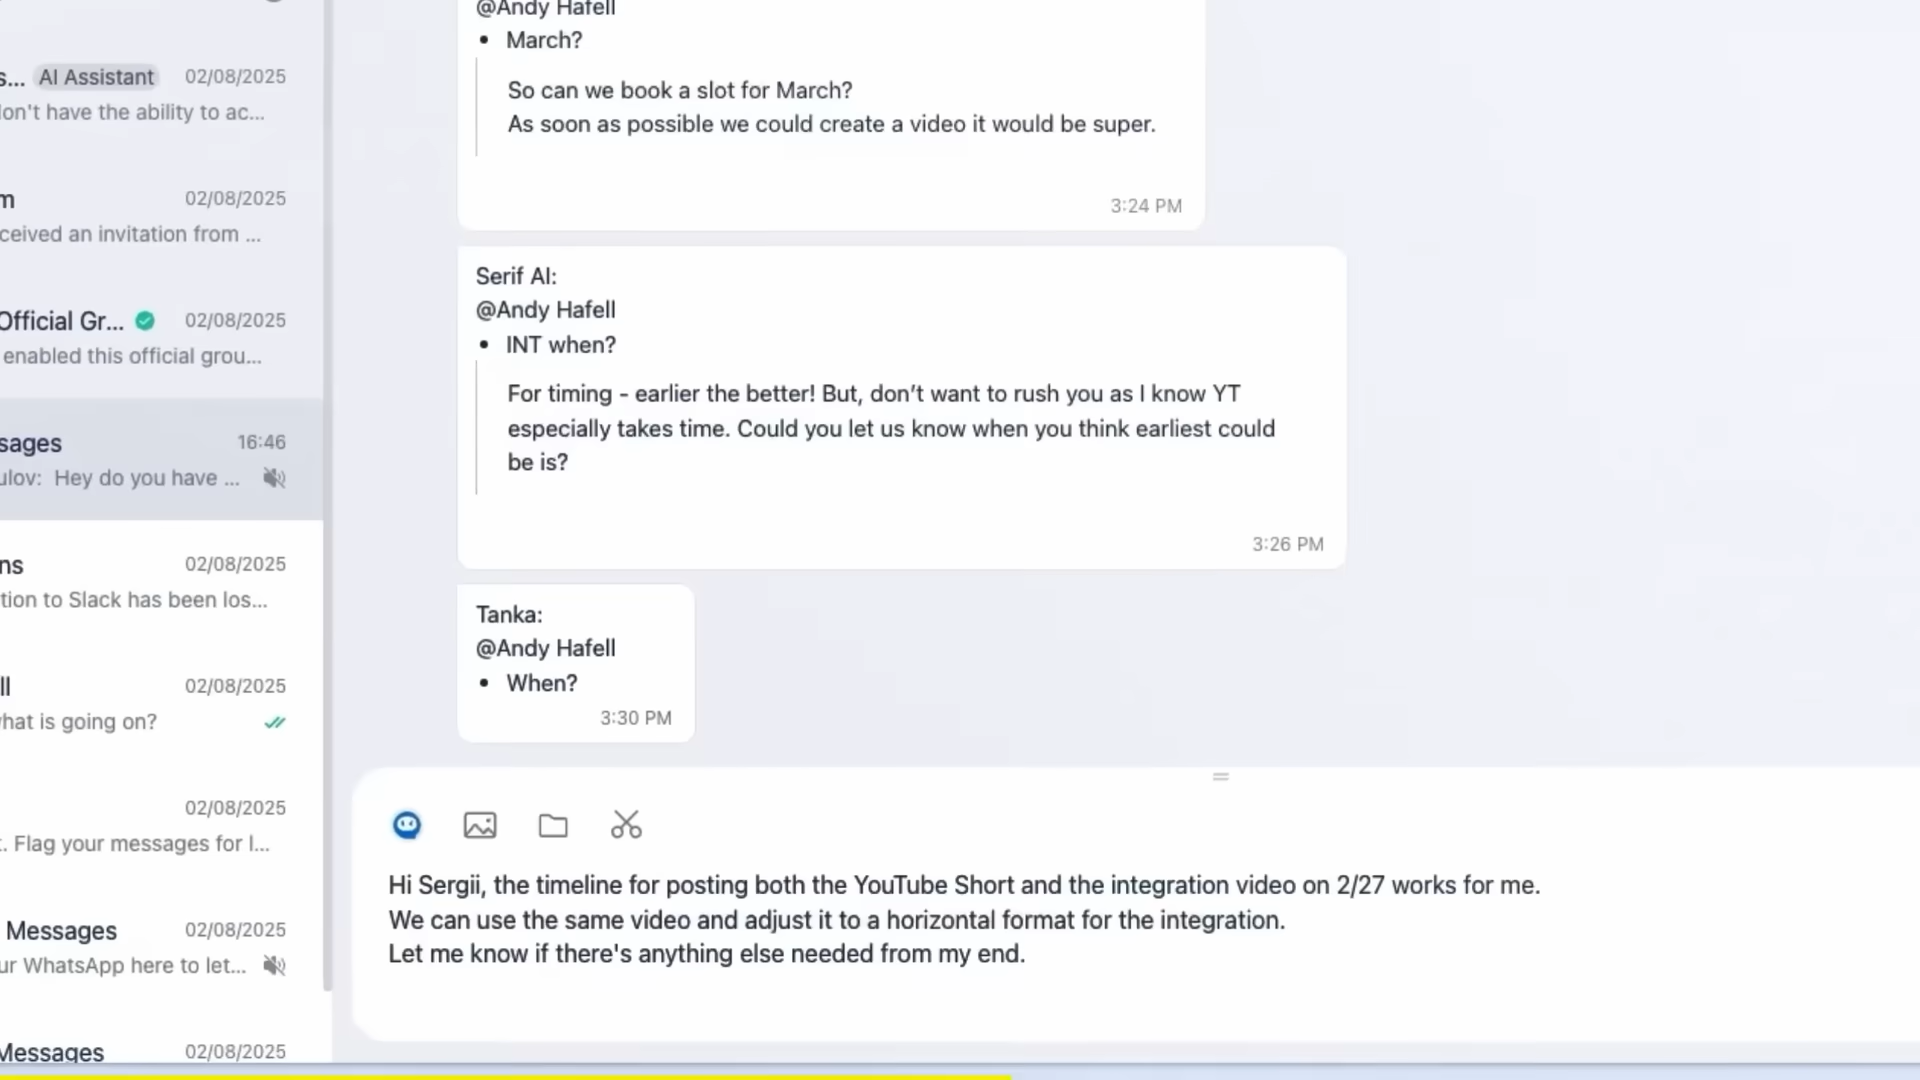 s... AI Assistant 02/08/2025
don't have the ability to ac...
m 02/08/2025
ceived an invitation from ...
Official Gr... 02/08/2025
enabled this official grou...
sages 16:46
ulov: Hey do you have ...
ns 02/08/2025
tion to Slack has been los...
ll 02/08/2025
what is going on?
02/08/2025
t. Flag your messages for l...
Messages 02/08/2025
ur WhatsApp here to let...
Messages 02/08/2025
@Andy Hafell
• March?
So can we book a slot for March?
As soon as possible we could create a video it would be super.
3:24 PM
Serif AI:
@Andy Hafell
• INT when?
For timing - earlier the better! But, don’t want to rush you as I know YT
especially takes time. Could you let us know when you think earliest could
be is?
3:26 PM
Tanka:
@Andy Hafell
• When?
3:30 PM
Hi Sergii, the timeline for posting both the YouTube Short and the integration video on 2/27 works for me.
We can use the same video and adjust it to a horizontal format for the integration.
Let me know if there's anything else needed from my end.